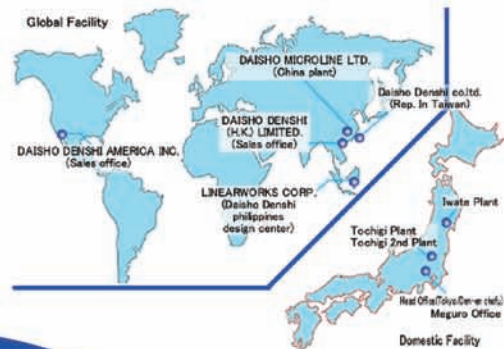 Global Facility
DAISHO MICROLINE LTD.
(China plant)
Daisho Denshi co.ltd.
(Rep. In Taiwan)
DAISHO DENSHI
(H.K.) LIMITED.
(Sales office)
DAISHO DENSHI AMERICA INC.
(Sales office)
LINEARWORKS CORP.
(Daisho Denshi
philippines
design center)
Iwate Plant
Tochigi Plant
Tochigi 2nd Plant
Head Office
Meguro Office
Domestic Facility